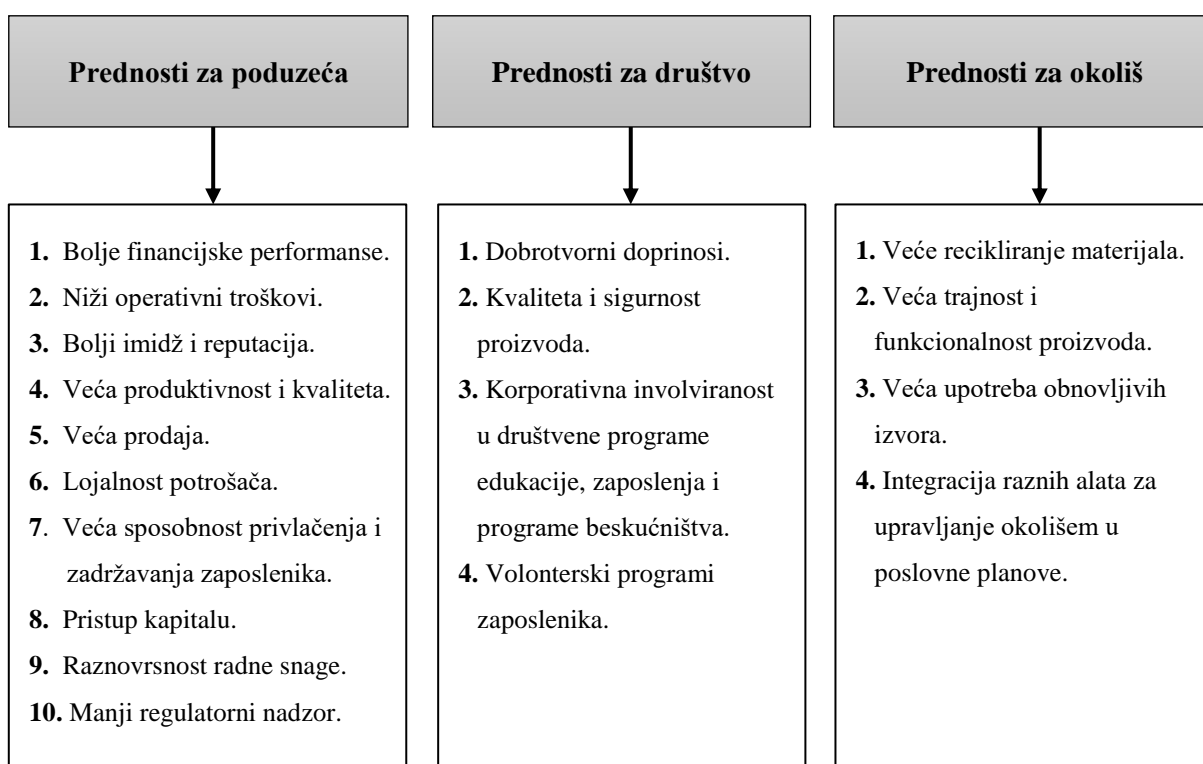 Prednosti za poduzeća
Prednosti za društvo
Prednosti za okoliš
1. Bolje financijske performanse.
2. Niži operativni troškovi.
3. Bolji imidž i reputacija.
4. Veća produktivnost i kvaliteta.
5. Veća prodaja.
6. Lojalnost potrošača.
7. Veća sposobnost privlačenja i
zadržavanja zaposlenika.
8. Pristup kapitalu.
9. Raznovrsnost radne snage.
10. Manji regulatorni nadzor.
1. Dobrotvorni doprinosi.
2. Kvaliteta i sigurnost
proizvoda.
3. Korporativna involviranost
u društvene programe
edukacije, zaposlenja i
programe beskućništva.
4. Volonterski programi
zaposlenika.
1. Veće recikliranje materijala.
2. Veća trajnost i
funkcionalnost proizvoda.
3. Veća upotreba obnovljivih
izvora.
4. Integracija raznih alata za
upravljanje okolišem u
poslovne planove.